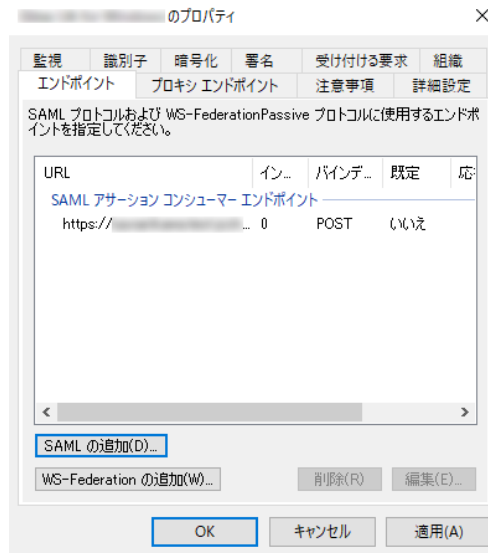 のプロパティ
監視 識別子 暗号化 署名 受け付ける要求 組織
エンドポイント プロキシ エンドポイント 注意事項 詳細設定
SAML プロトコルおよび WS-FederationPassive プロトコルに使用するエンドポ
イントを指定してください。
URL イン... バインデ... 既定 応
SAML アサーション コンシューマー エンドポイント
https:// ... 0 POST いいえ
SAML の追加(D)...
WS-Federation の追加(W)... 削除(R) 編集(E)...
OK キャンセル 適用(A)